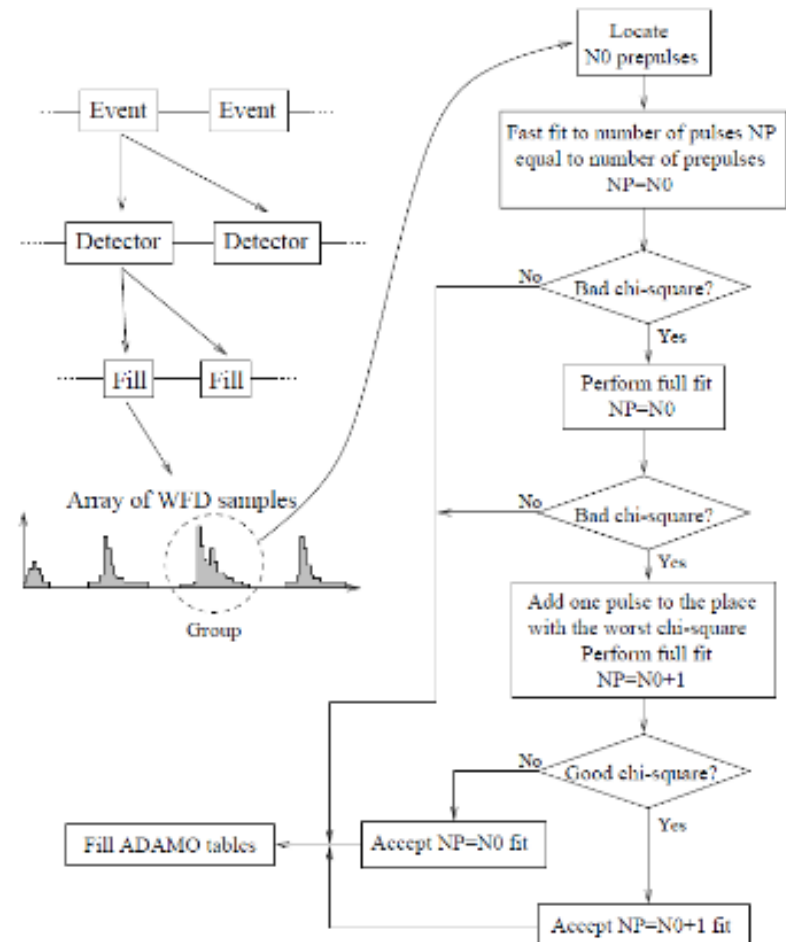 Locate
N0 prepulses
Event
Event
Fast fit to number of pulses NP
equal to number of prepulses
NP=N0
Detector
Detector
No
Bad chi-square?
Yes
Fill
Fill
Perform full fit
NP=N0
Array of WFD samples
No
Bad chi-square?
Yes
Group
Add one pulse to the place
with the worst chi-square
Perform full fit
NP=N0+1
No
Good chi-square?
Yes
Fill ADAMO tables
Accept NP=N0 fit
Accept NP=N0+1 fit